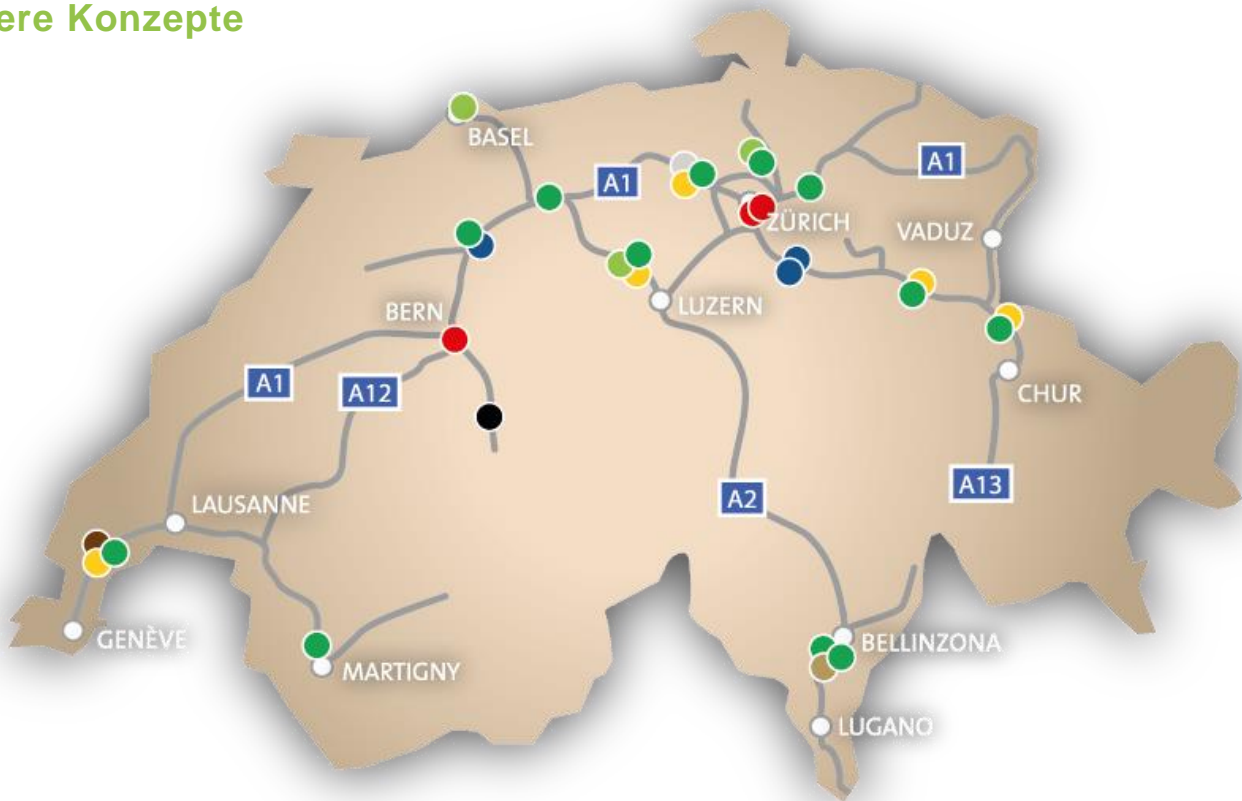 ere Konzepte
BASEL
A1
A1
ZÜRICH
VADUZ
BERN
LUZERN
A1
A12
CHUR
A13
A2
LAUSANNE
GENÈVE
BELLINZONA
MARTIGNY
LUGANO